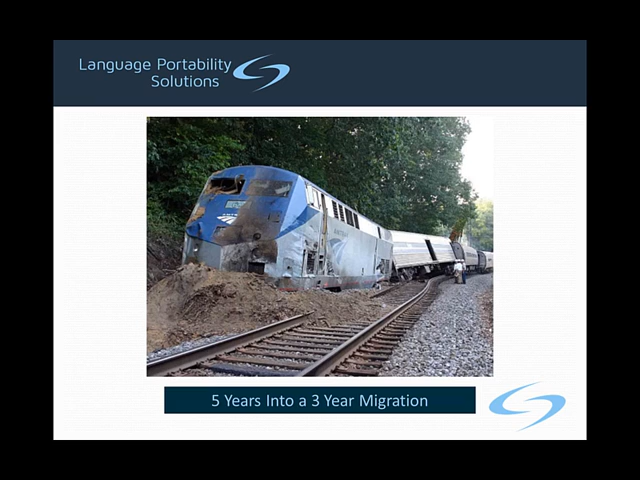 Language Portability
Solutions
5 Years Into a 3 Year Migration